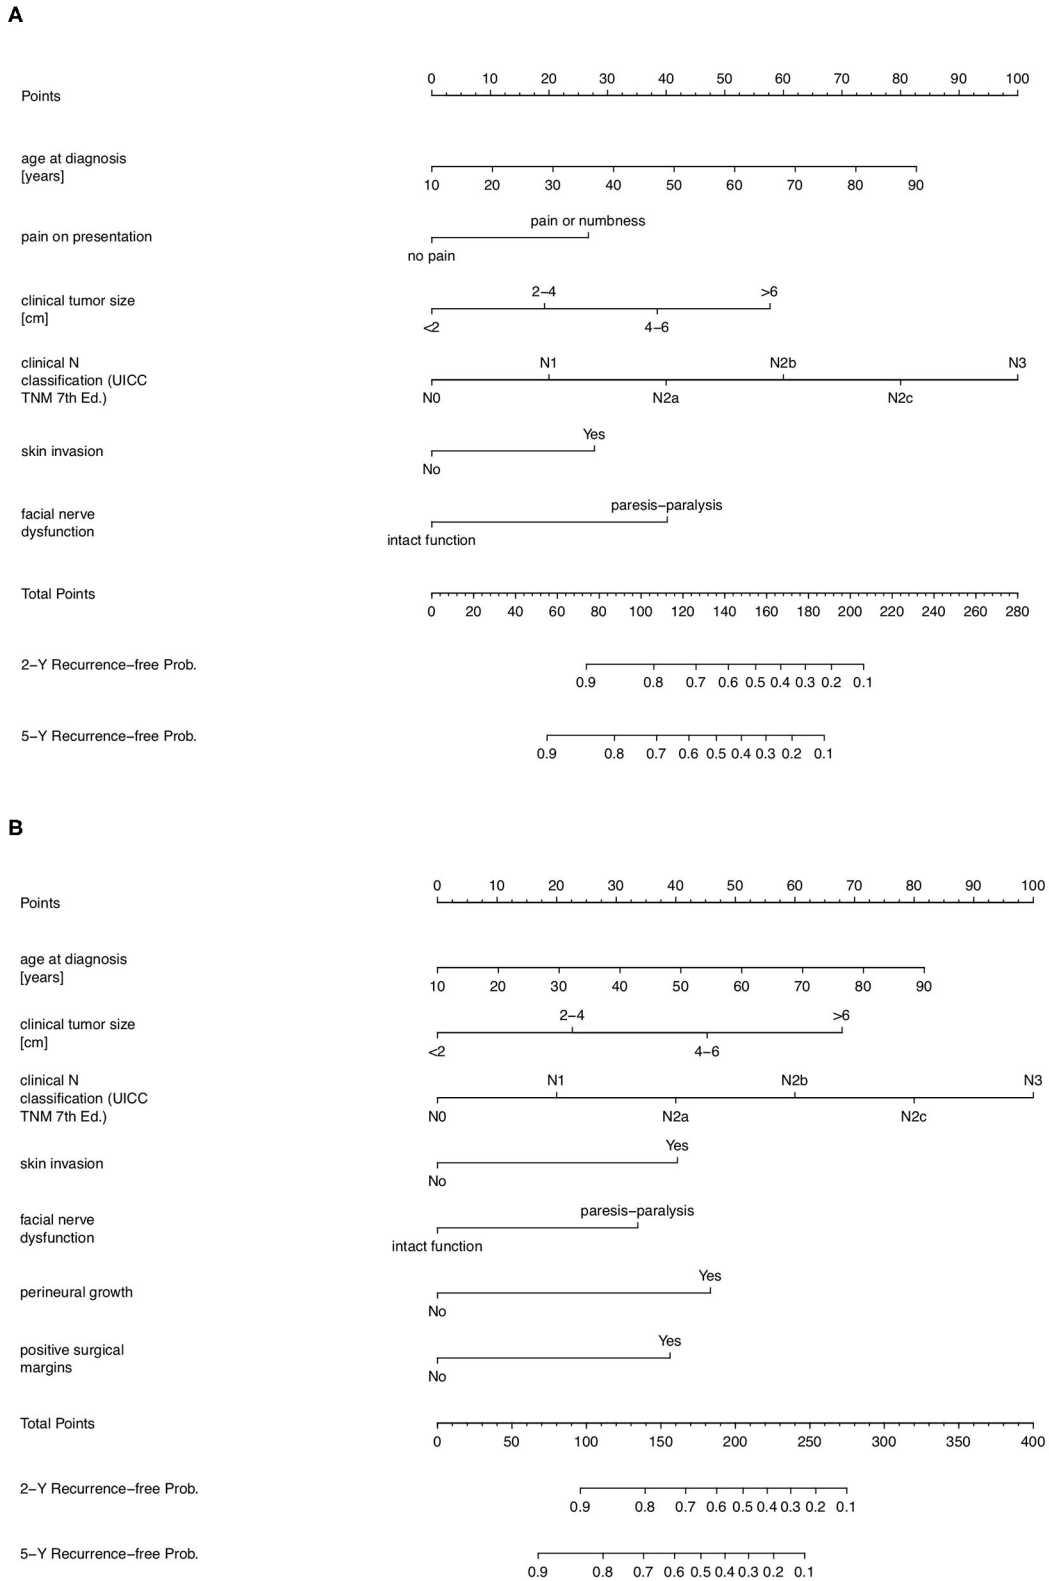 A
0 10 20 30 40 50 60 70 80 90 100
Points
age at diagnosis
[years]
10 20 30 40 50 60 70 80 90
pain or numbness
pain on presentation
no pain
2–4 >6
clinical tumor size
[cm]
<2 4–6
clinical N
classification (UICC
TNM 7th Ed.)
N1 N2b N3
N0 N2a N2c
Yes
skin invasion
No
paresis–paralysis
facial nerve
dysfunction
intact function
Total Points
0 20 40 60 80 100 120 140 160 180 200 220 240 260 280
2–Y Recurrence–free Prob.
0.9 0.8 0.7 0.6 0.5 0.4 0.3 0.2 0.1
5–Y Recurrence–free Prob.
0.9 0.8 0.7 0.6 0.5 0.4 0.3 0.2 0.1
B
0 10 20 30 40 50 60 70 80 90 100
Points
age at diagnosis
[years]
10 20 30 40 50 60 70 80 90
2–4 >6
clinical tumor size
[cm]
<2 4–6
clinical N
classification (UICC
TNM 7th Ed.)
N1 N2b N3
N0 N2a N2c
Yes
skin invasion
No
paresis–paralysis
facial nerve
dysfunction
intact function
Yes
perineural growth
No
Yes
positive surgical
margins
No
Total Points
0 50 100 150 200 250 300 350 400
2–Y Recurrence–free Prob.
0.9 0.8 0.7 0.6 0.5 0.4 0.3 0.2 0.1
5–Y Recurrence–free Prob.
0.9 0.8 0.7 0.6 0.5 0.4 0.3 0.2 0.1